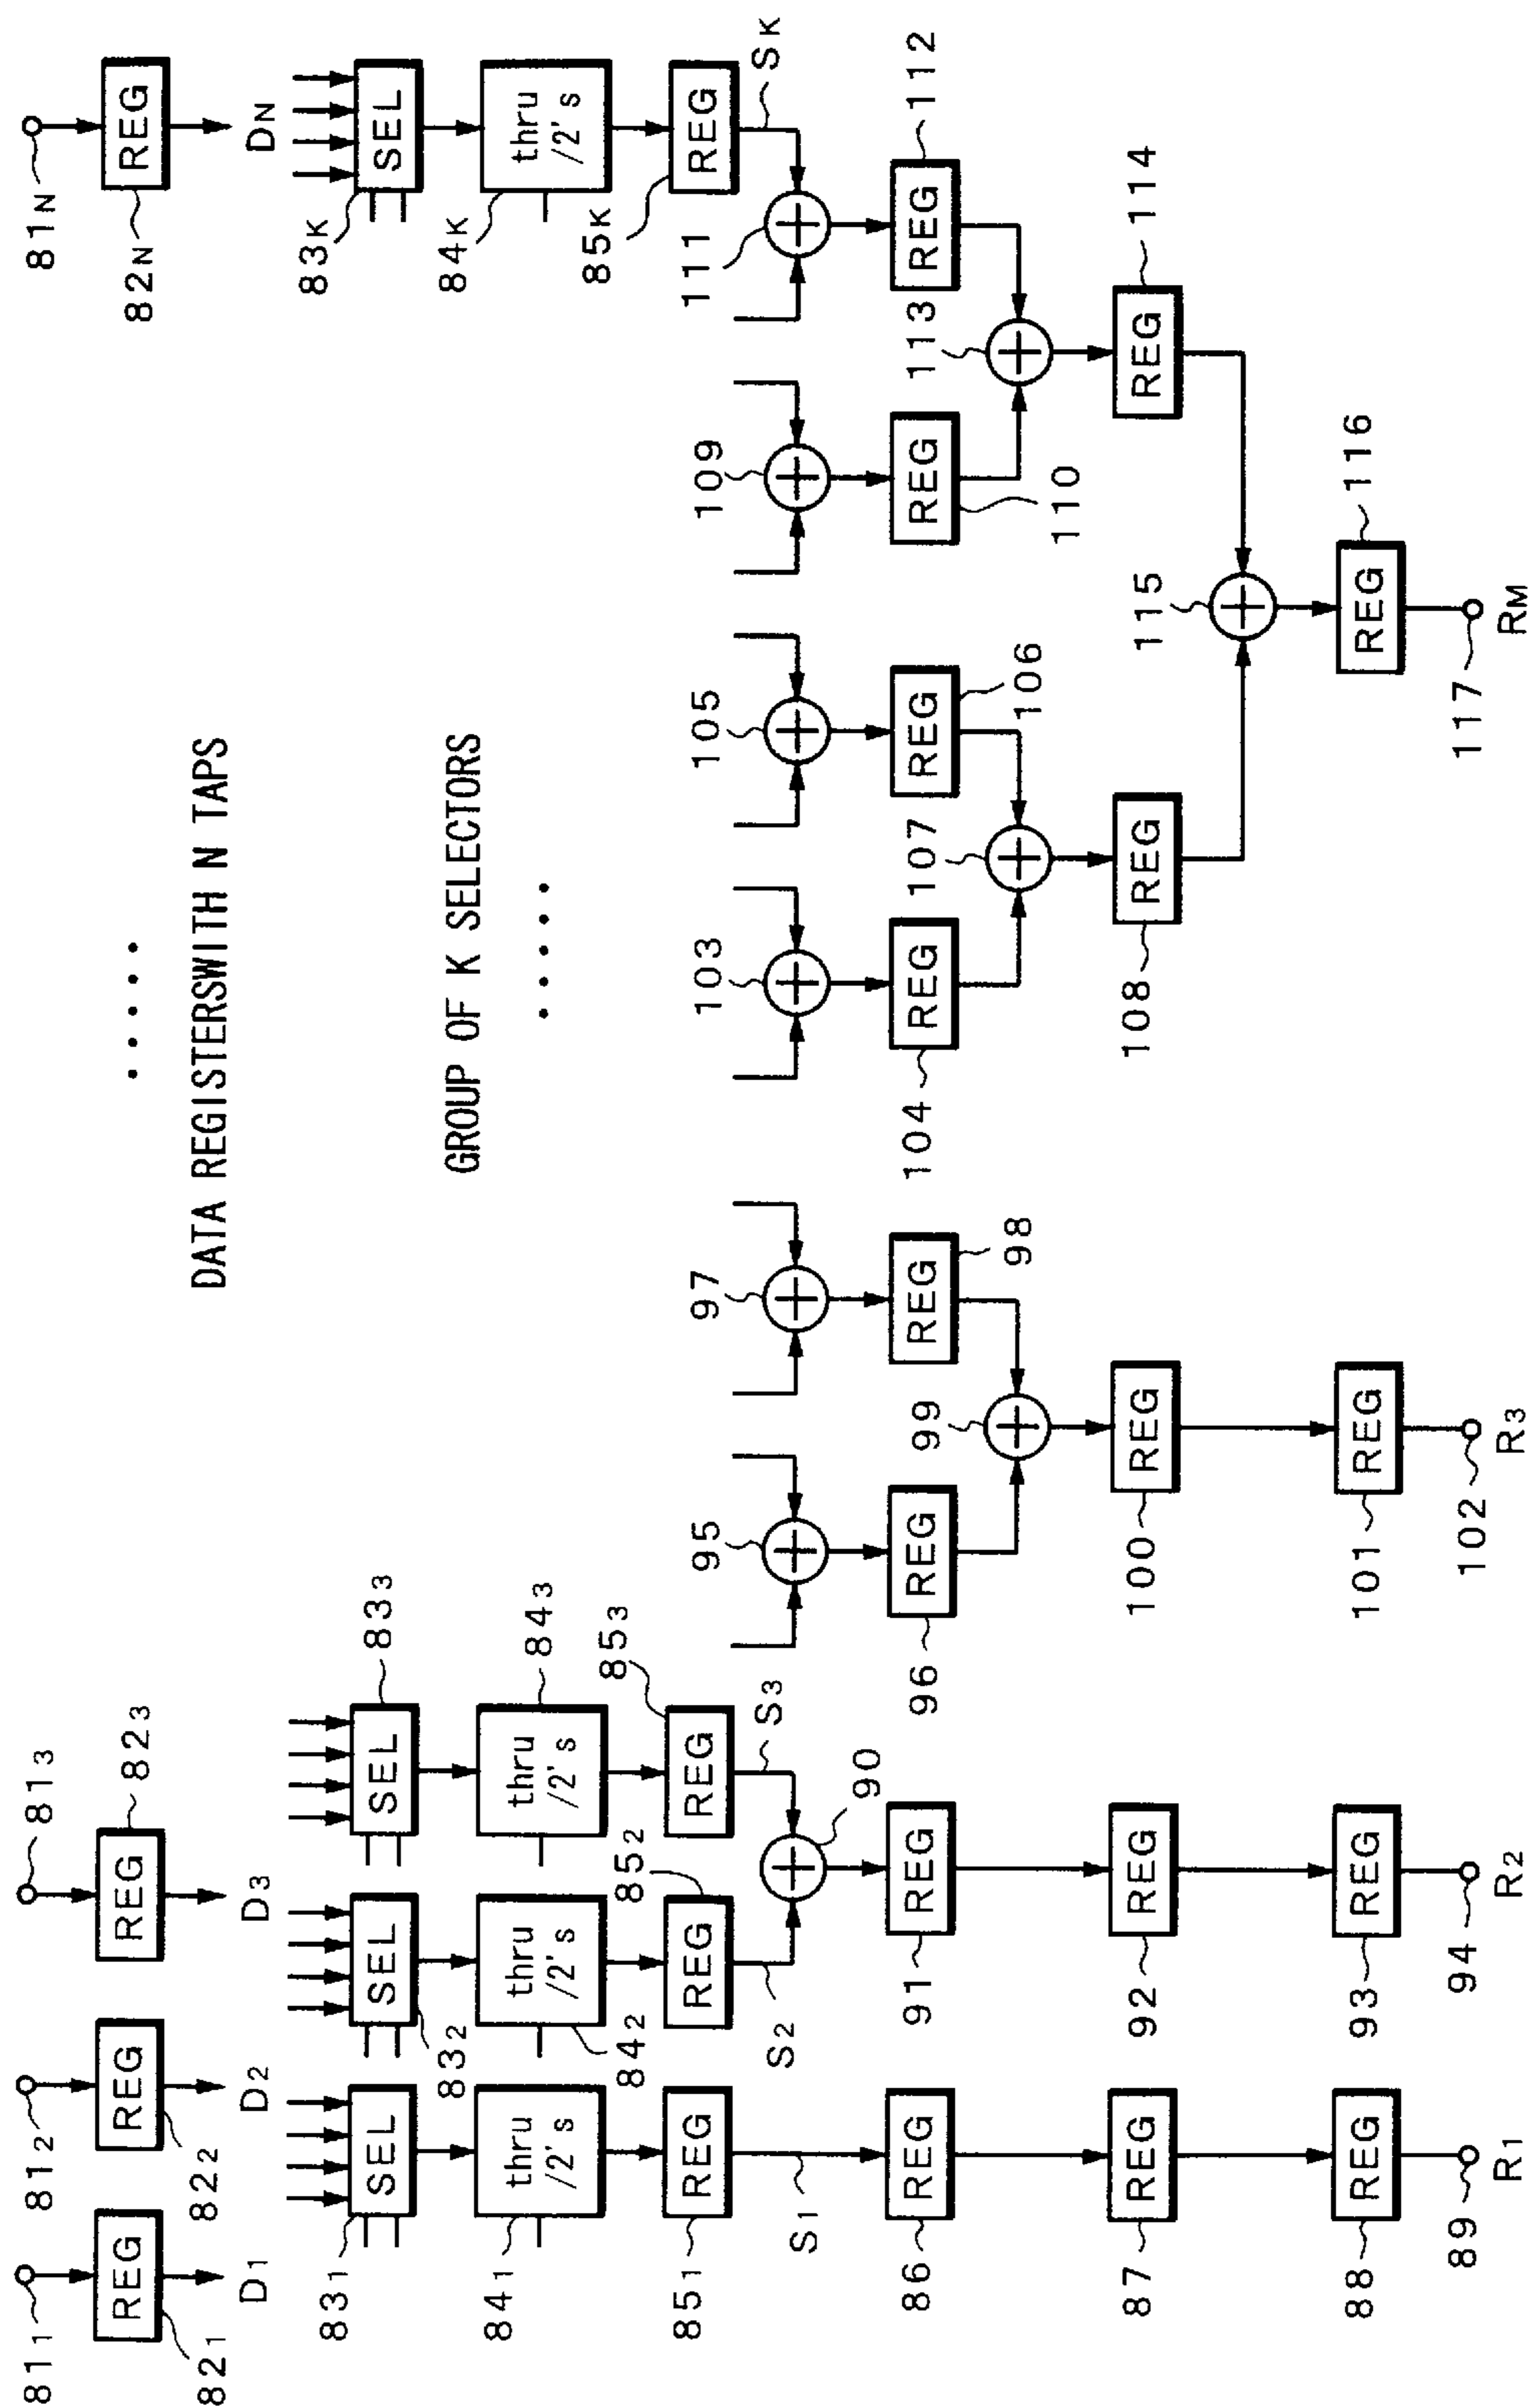 81₁ 81₂ 81₃ 81N
REG REG REG REG
82₁ 82₂ 82₃ 82N
.....
DATA REGISTERSWITH N TAPS
D₁ D₂ D₃ DN
SEL SEL SEL SEL
83₁ 83₂ 83₃ 83K
GROUP OF K SELECTORS
.....
thru
/2's
thru
/2's
thru
/2's
thru
/2's
84₁ 84₂ 84₃ 84K
REG REG REG REG
85₁ 85₂ 85₃ 85K
S₁ S₂ S₃ SK
90 95 97 103 105 109 111
REG REG REG REG REG REG REG REG
86 91 96 98 104 106 110 112
99 107 113
REG REG REG REG REG
87 92 100 108 114
115
REG REG REG REG
88 93 101 116
89 94 102 117
R₁ R₂ R₃ RM